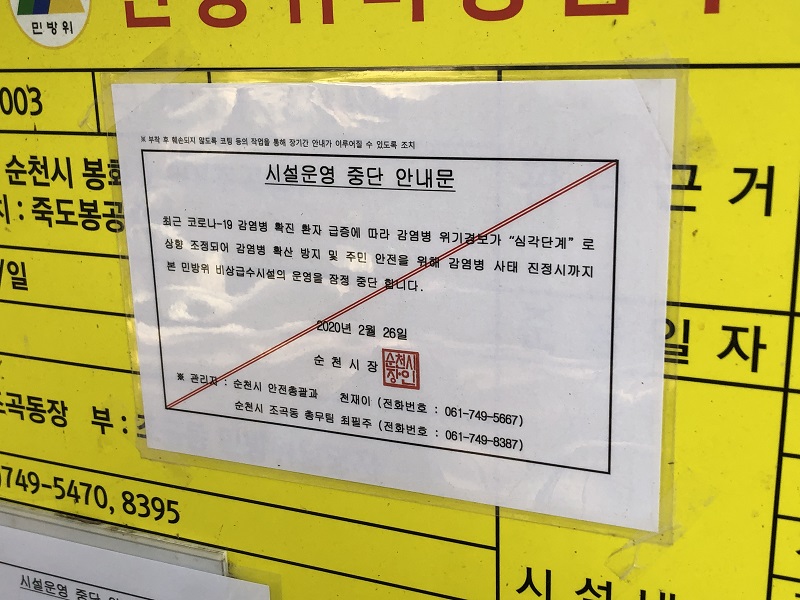 민방위
003
순천시 봉화
: 죽도봉공
/일
조곡동장 부 :
749-5470, 8395
근 거
일 자
시 설 내
※ 부착 후 훼손되지 않도록 코팅 등의 작업을 통해 장기간 안내가 이루어질 수 있도록 조치
시설운영 중단 안내문
최근 코로나-19 감염병 확진 환자 급증에 따라 감염병 위기경보가 “심각단계” 로
상향 조정되어 감염병 확산 방지 및 주민 안전을 위해 감염병 사태 진정시까지
본 민방위 비상급수시설의 운영을 잠정 중단 합니다.
2020년 2월 26일
순 천 시 장
순천시
장인
※ 관리자 : 순천시 안전총괄과 천재이 (전화번호 : 061-749-5667)
순천시 조곡동 총무팀 최필주 (전화번호 : 061-749-8387)
시설운영 중단 안